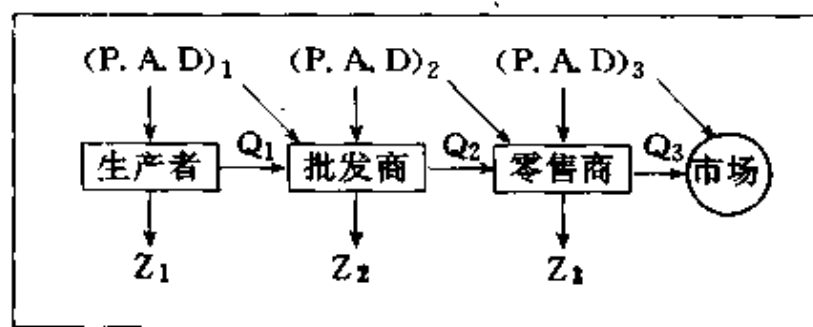 (P. A. D)₁ (P. A. D)₂ (P. A. D)₃
生产者 Q₁ 批发商 Q₂ 零售商 Q₃ 市场
Z₁ Z₂ Z₃